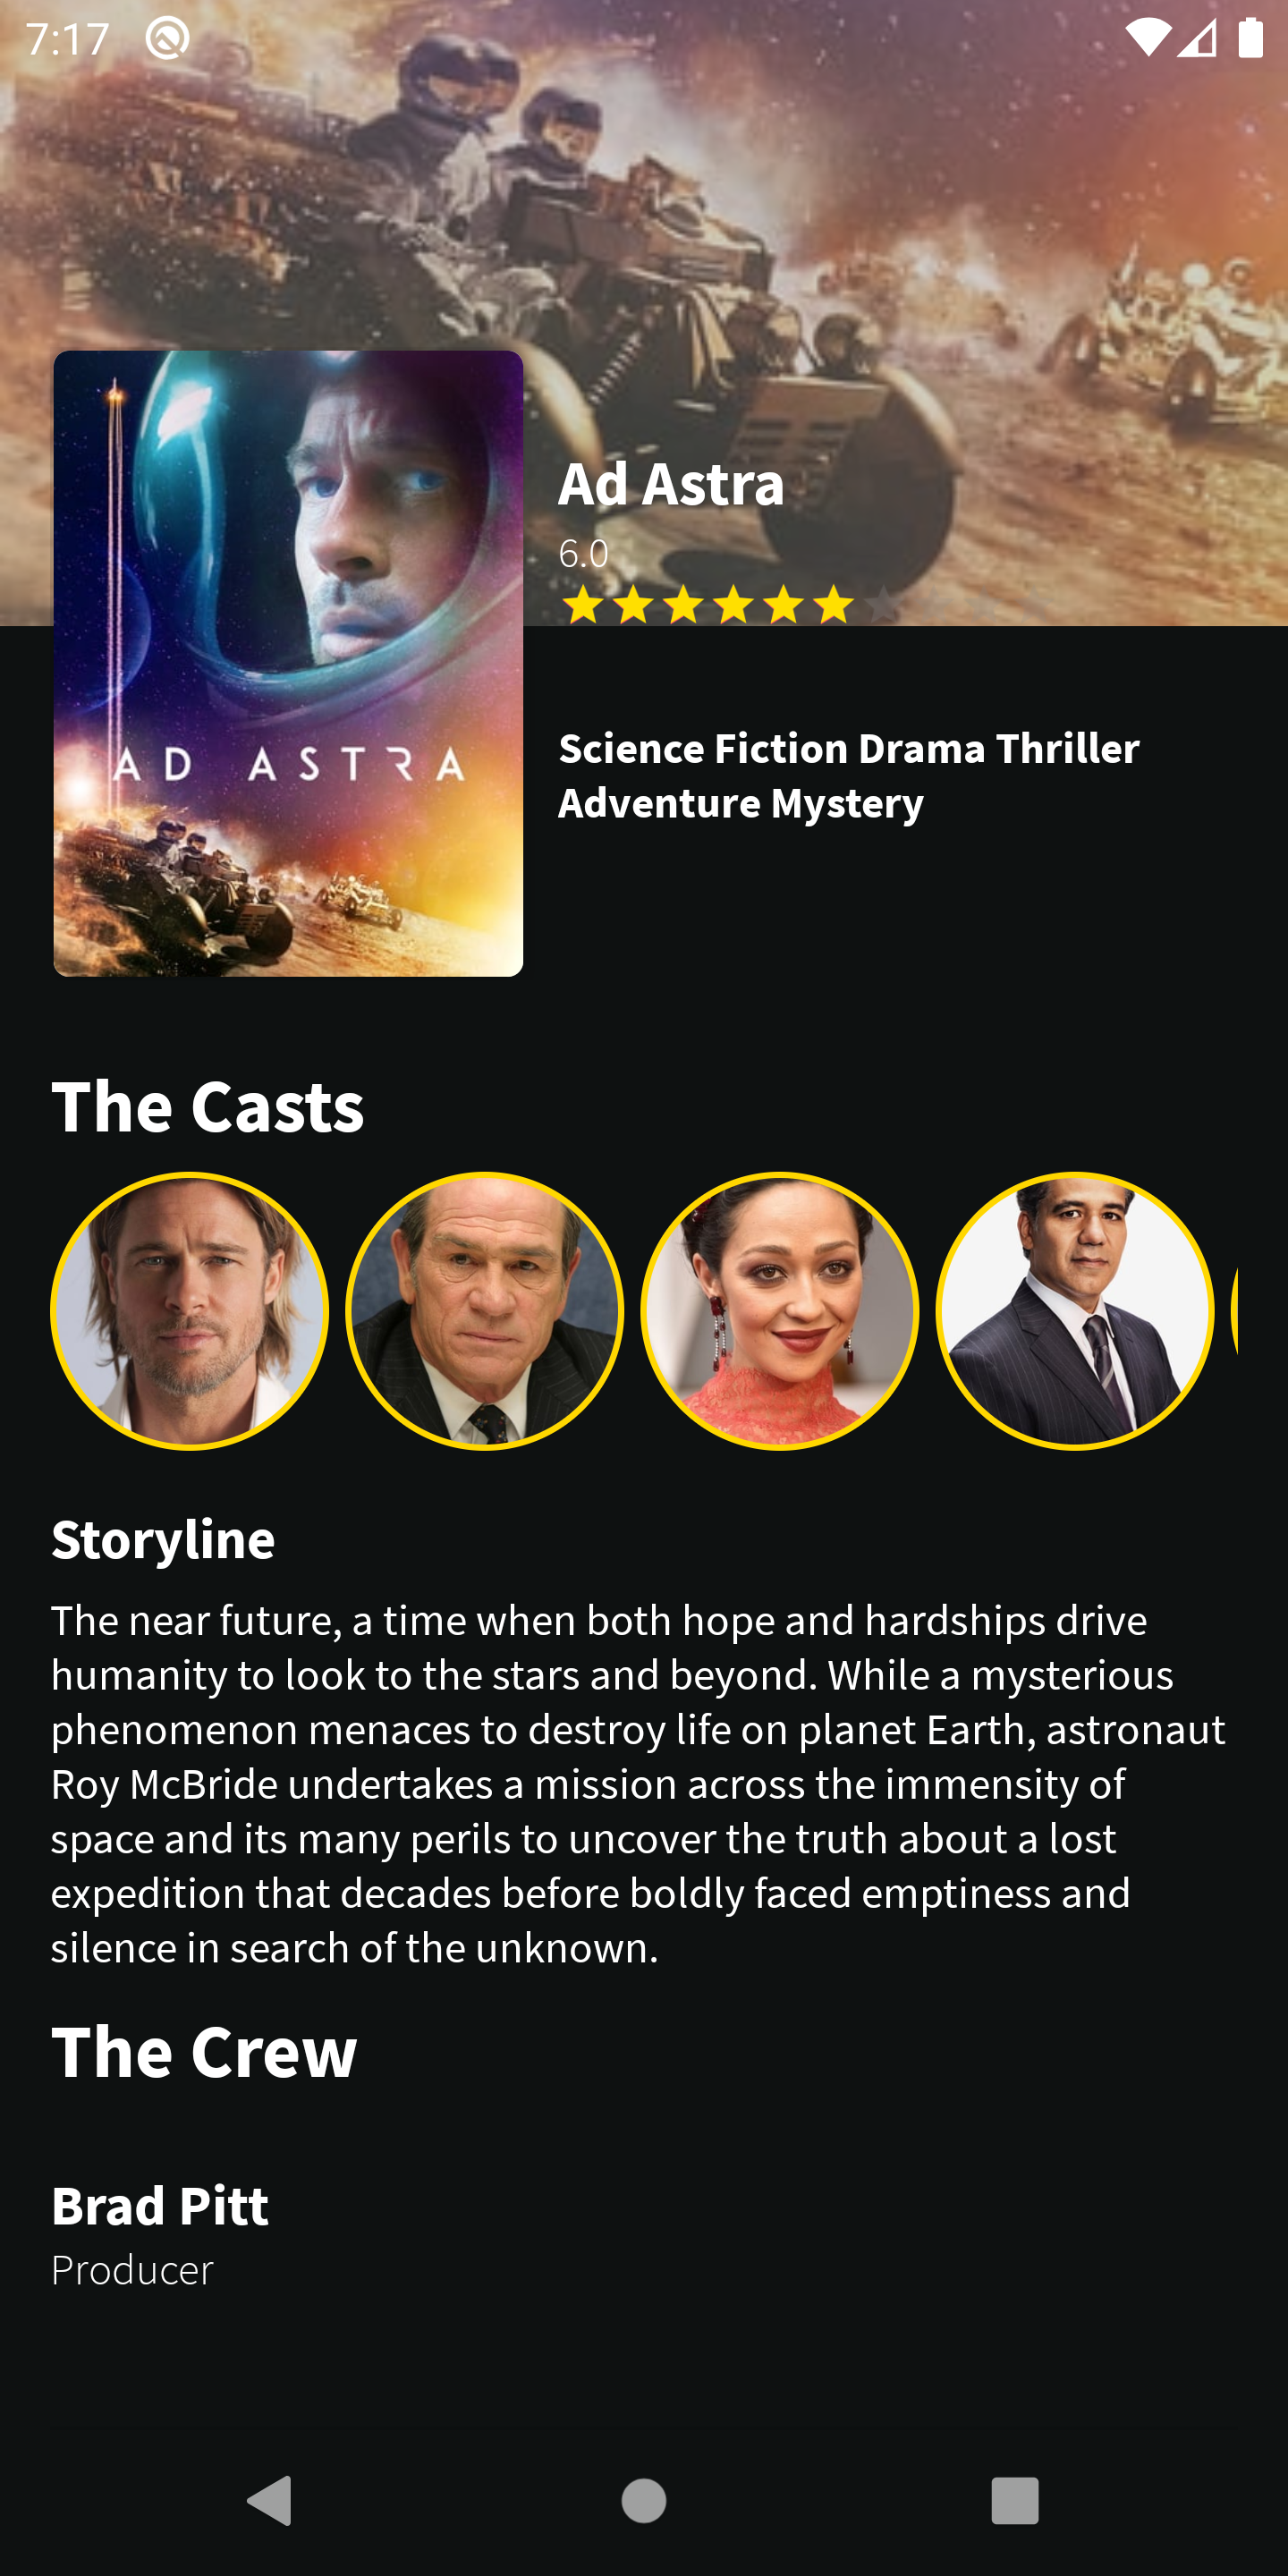 7:17
Ad Astra
6.0
AD ASTRA
Science Fiction Drama Thriller
Adventure Mystery
The Casts
Storyline
The near future, a time when both hope and hardships drive
humanity to look to the stars and beyond. While a mysterious
phenomenon menaces to destroy life on planet Earth, astronaut
Roy McBride undertakes a mission across the immensity of
space and its many perils to uncover the truth about a lost
expedition that decades before boldly faced emptiness and
silence in search of the unknown.
The Crew
Brad Pitt
Producer